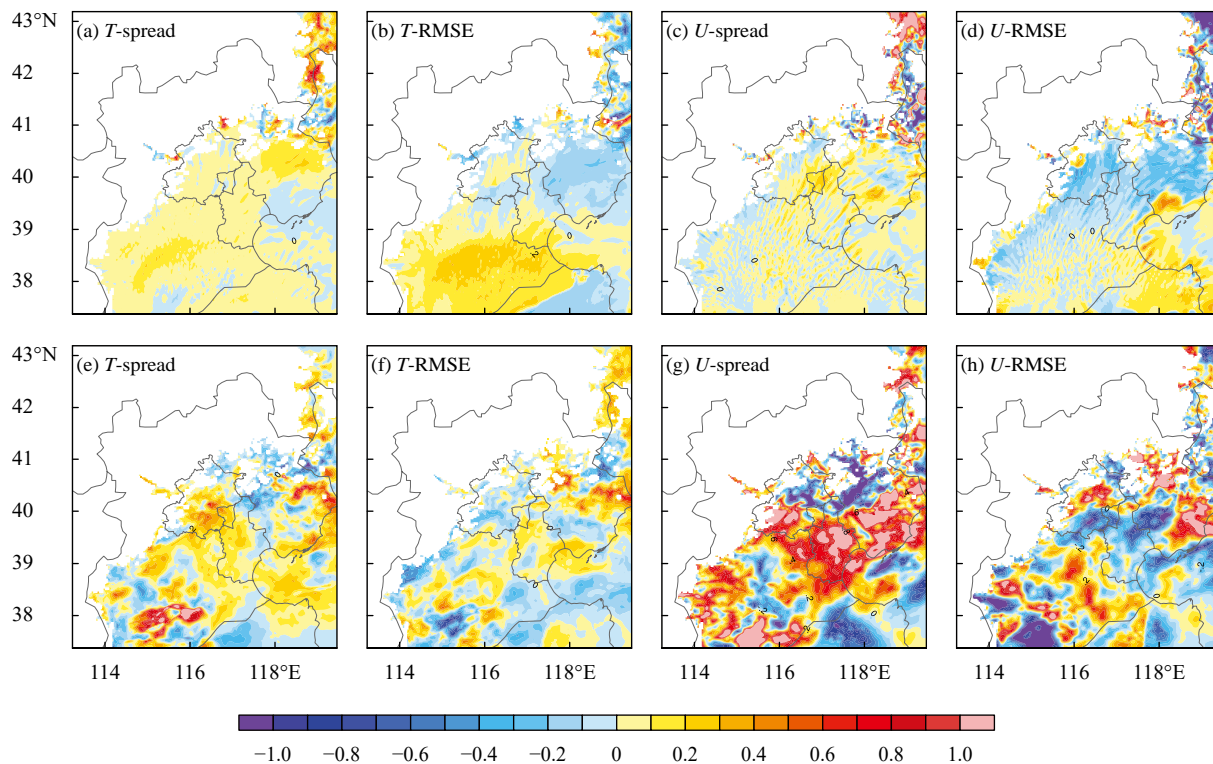 43°N
(a) T-spread
(b) T-RMSE
(c) U-spread
(d) U-RMSE
42
41
40
39
38
43°N
(e) T-spread
(f) T-RMSE
(g) U-spread
(h) U-RMSE
42
41
40
39
38
114 116 118°E 114 116 118°E 114 116 118°E 114 116 118°E
−1.0 −0.8 −0.6 −0.4 −0.2 0 0.2 0.4 0.6 0.8 1.0